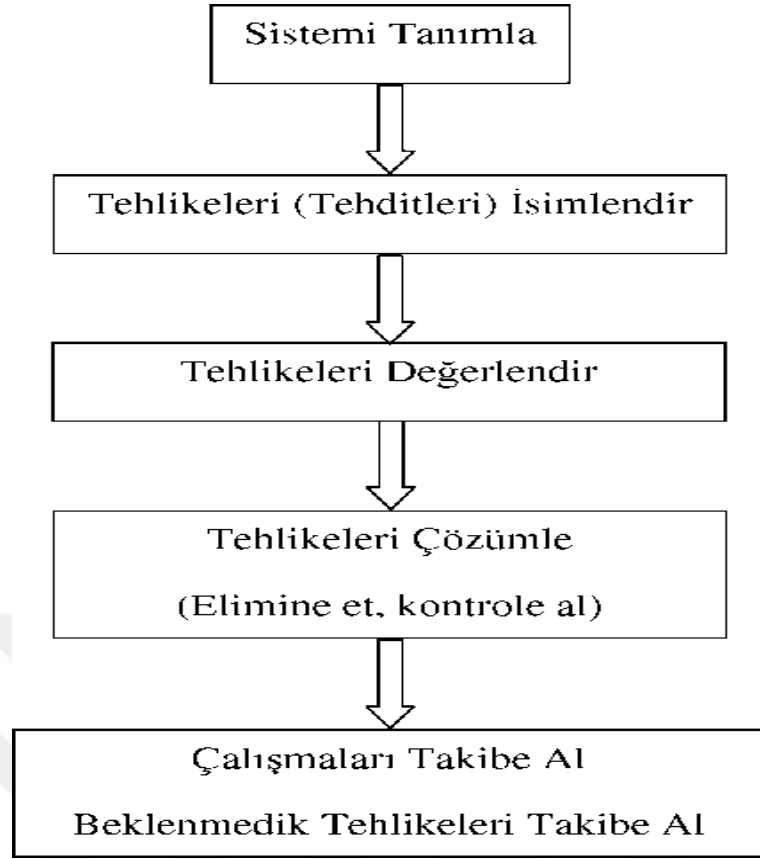 Sistemi Tanımla
Tehlikeleri (Tehditleri) İsimlendir
Tehlikeleri Değerlendir
Tehlikeleri Çözümle
(Elimine et, kontrole al)
Çalışmaları Takibe Al
Beklenmedik Tehlikeleri Takibe Al